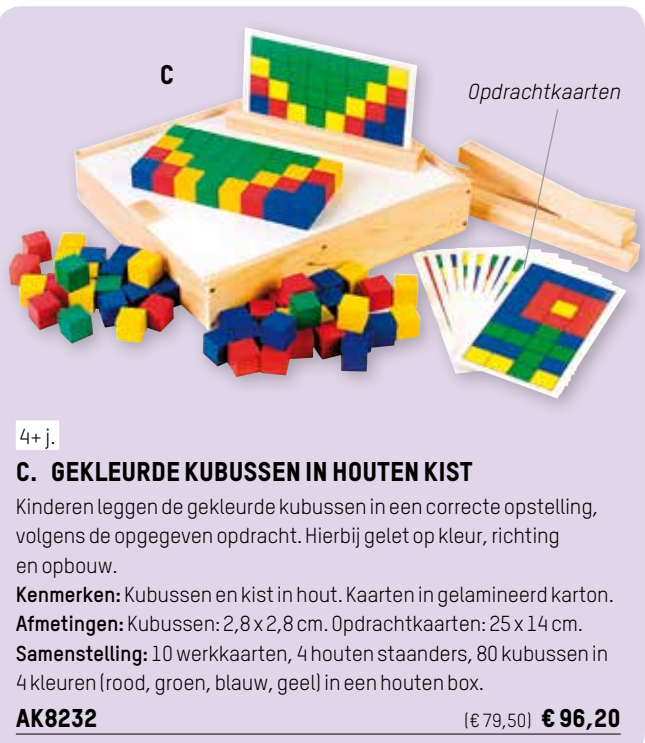 C
Opdrachtkaarten
4+ j.
C. GEKLEURDE KUBUSSEN IN HOUTEN KIST
Kinderen leggen de gekleurde kubussen in een correcte opstelling,
volgens de opgegeven opdracht. Hierbij gelet op kleur, richting
en opbouw.
Kenmerken: Kubussen en kist in hout. Kaarten in gelamineerd karton.
Afmetingen: Kubussen: 2,8 x 2,8 cm. Opdrachtkaarten: 25 x 14 cm.
Samenstelling: 10 werkkaarten, 4 houten staanders, 80 kubussen in
4 kleuren (rood, groen, blauw, geel) in een houten box.
AK8232 (€ 79,50) € 96,20